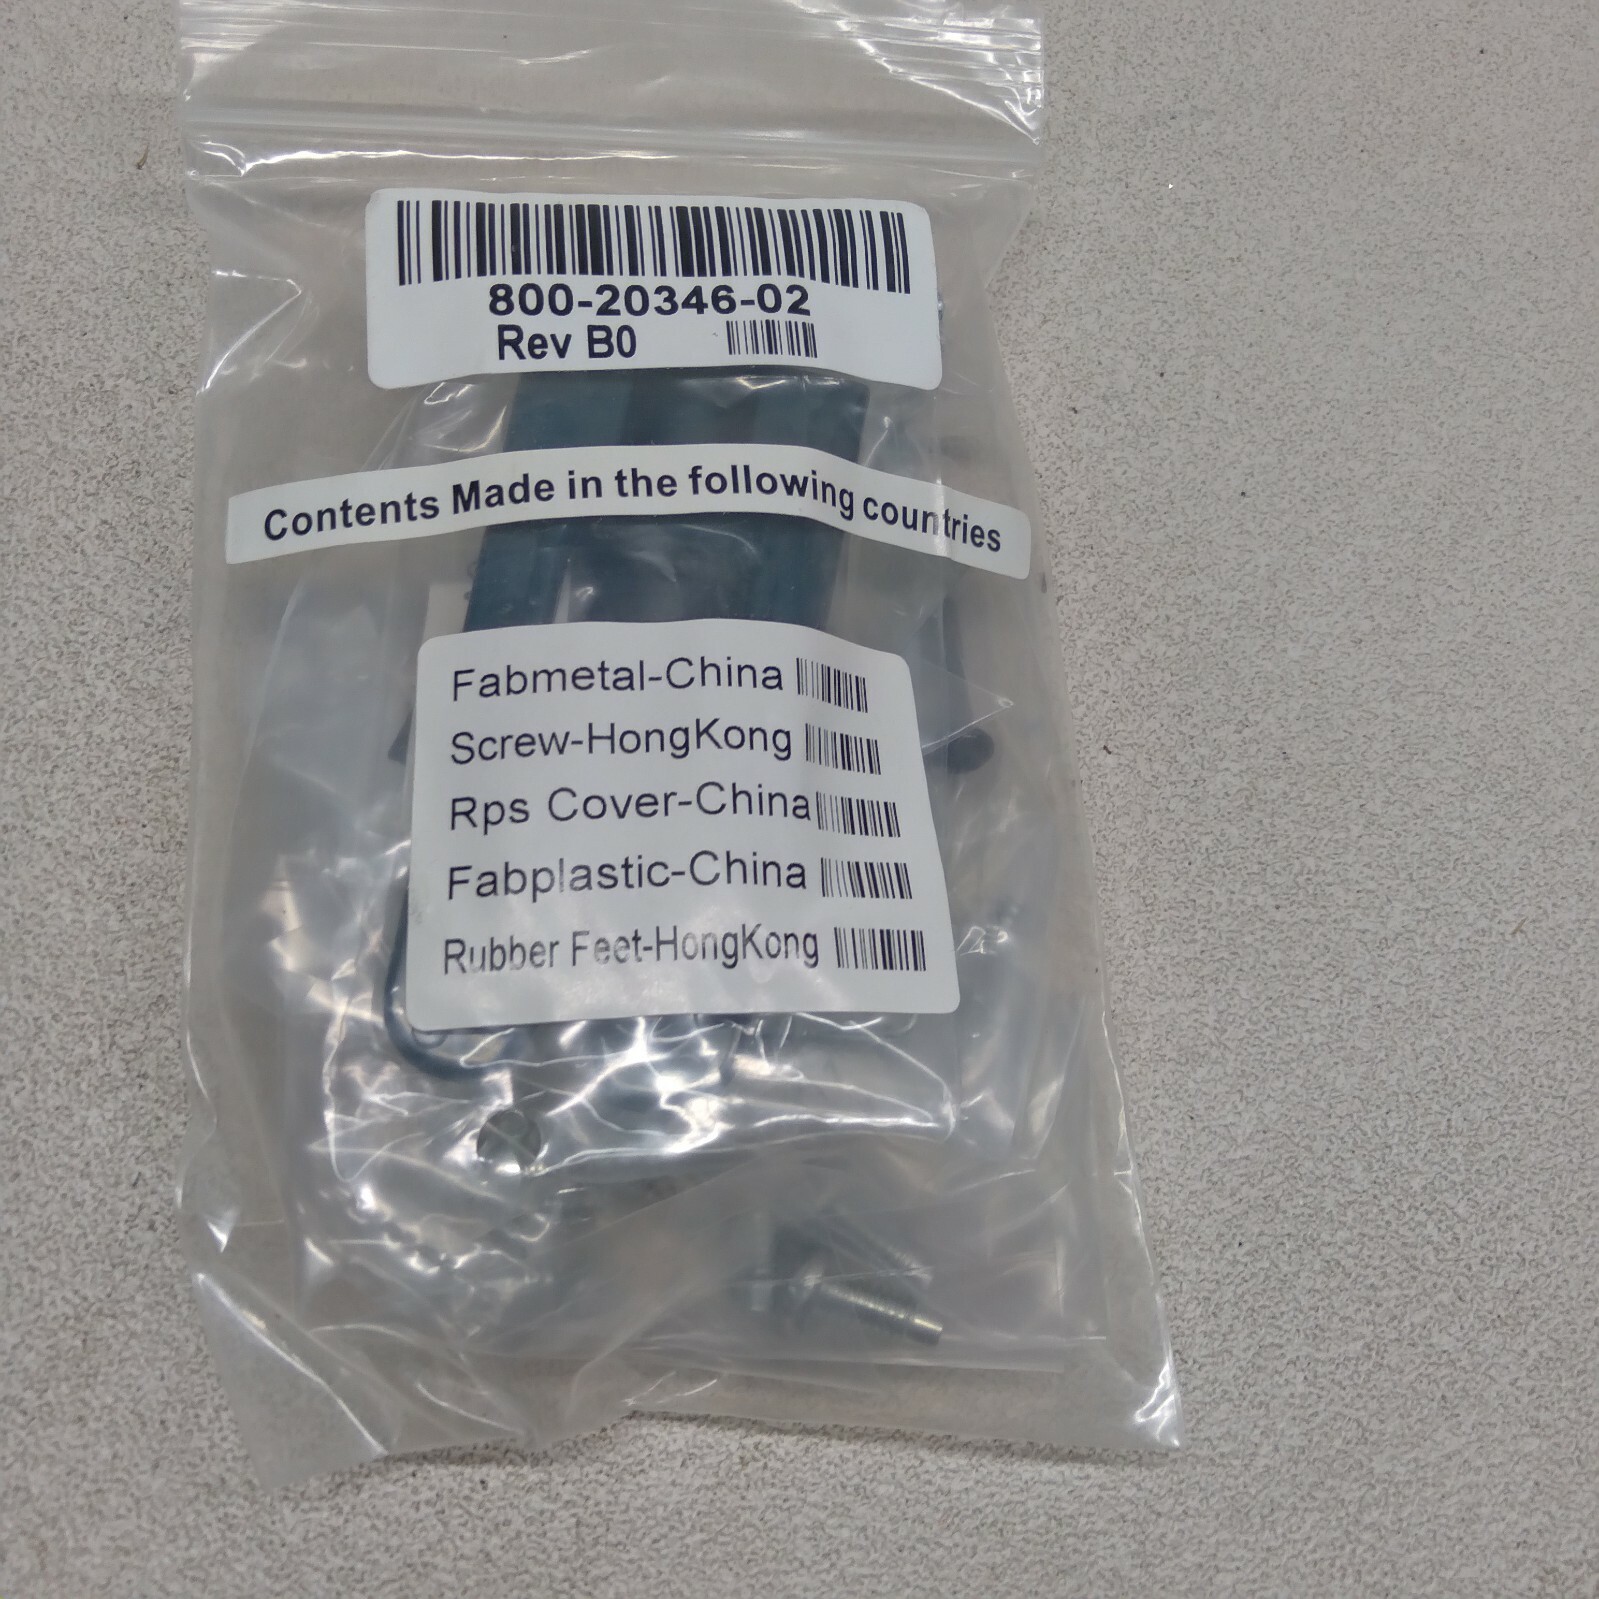 800-20346-02
Rev B0
Contents Made in the following countries
Fabmetal-China
Screw-HongKong
Rps Cover-China
Fabplastic-China
Rubber Feet-HongKong